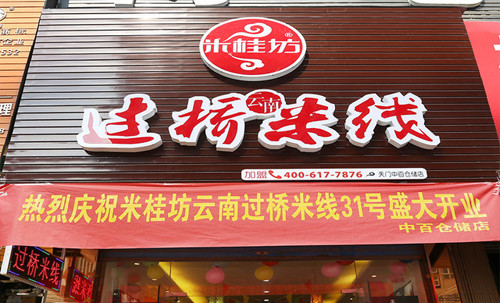 米桂坊®
过桥云南米线
加盟 400-617-7876 天门中百仓储店
热烈庆祝米桂坊云南过桥米线31号盛大开业
中百仓储店
过桥米线